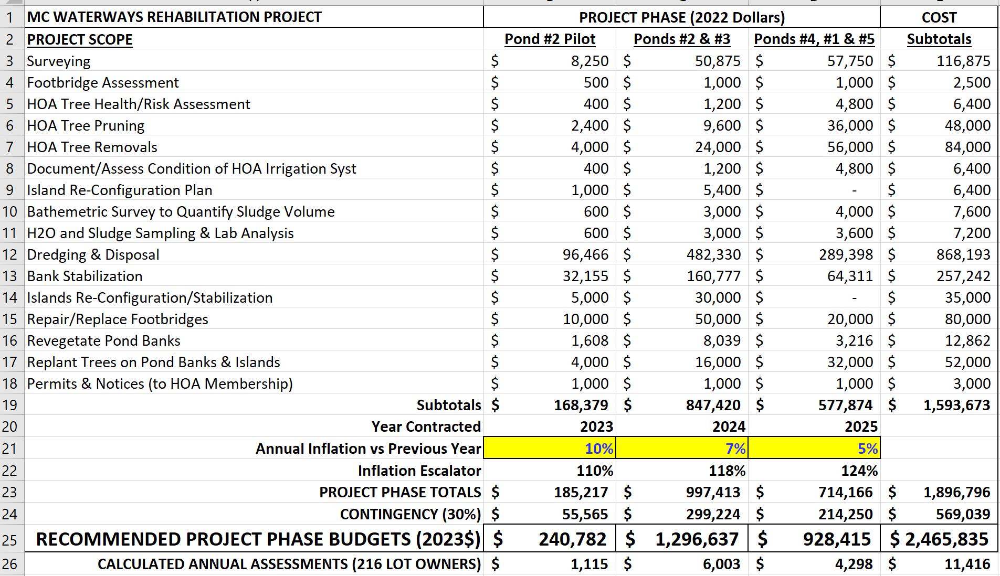 1 MC WATERWAYS REHABILITATION PROJECT PROJECT PHASE (2022 Dollars) COST
2 PROJECT SCOPE Pond #2 Pilot Ponds #2 & #3 Ponds #4, #1 & #5 Subtotals
3 Surveying $ 8,250 $ 50,875 $ 57,750 $ 116,875
4 Footbridge Assessment $ 500 $ 1,000 $ 1,000 $ 2,500
5 HOA Tree Health/Risk Assessment $ 400 $ 1,200 $ 4,800 $ 6,400
6 HOA Tree Pruning $ 2,400 $ 9,600 $ 36,000 $ 48,000
7 HOA Tree Removals $ 4,000 $ 24,000 $ 56,000 $ 84,000
8 Document/Assess Condition of HOA Irrigation Syst $ 400 $ 1,200 $ 4,800 $ 6,400
9 Island Re-Configuration Plan $ 1,000 $ 5,400 $ - $ 6,400
10 Bathemetric Survey to Quantify Sludge Volume $ 600 $ 3,000 $ 4,000 $ 7,600
11 H2O and Sludge Sampling & Lab Analysis $ 600 $ 3,000 $ 3,600 $ 7,200
12 Dredging & Disposal $ 96,466 $ 482,330 $ 289,398 $ 868,193
13 Bank Stabilization $ 32,155 $ 160,777 $ 64,311 $ 257,242
14 Islands Re-Configuration/Stabilization $ 5,000 $ 30,000 $ - $ 35,000
15 Repair/Replace Footbridges $ 10,000 $ 50,000 $ 20,000 $ 80,000
16 Revegetate Pond Banks $ 1,608 $ 8,039 $ 3,216 $ 12,862
17 Replant Trees on Pond Banks & Islands $ 4,000 $ 16,000 $ 32,000 $ 52,000
18 Permits & Notices (to HOA Membership) $ 1,000 $ 1,000 $ 1,000 $ 3,000
19 Subtotals $ 168,379 $ 847,420 $ 577,874 $ 1,593,673
20 Year Contracted 2023 2024 2025
21 Annual Inflation vs Previous Year 10% 7% 5%
22 Inflation Escalator 110% 118% 124%
23 PROJECT PHASE TOTALS $ 185,217 $ 997,413 $ 714,166 $ 1,896,796
24 CONTINGENCY (30%) $ 55,565 $ 299,224 $ 214,250 $ 569,039
25 RECOMMENDED PROJECT PHASE BUDGETS (2023$) $ 240,782 $ 1,296,637 $ 928,415 $ 2,465,835
26 CALCULATED ANNUAL ASSESSMENTS (216 LOT OWNERS) $ 1,115 $ 6,003 $ 4,298 $ 11,416